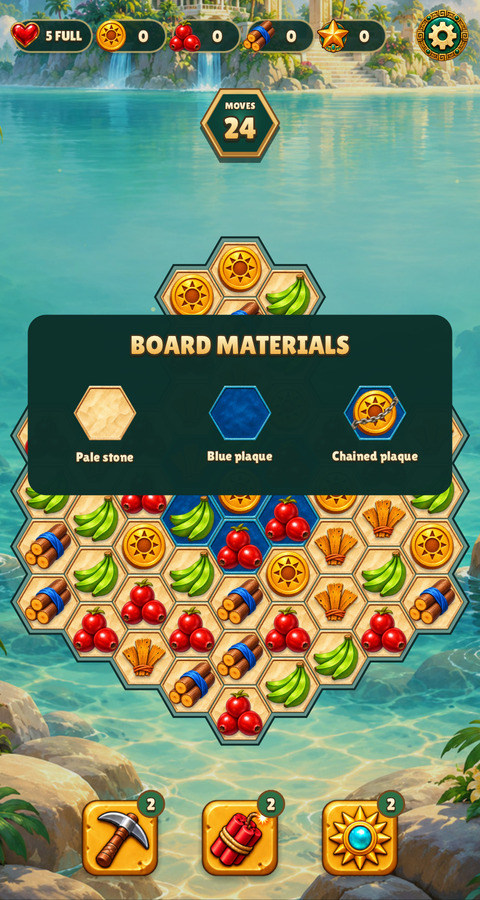 5 FULL 0 0 0 0
MOVES
24
BOARD MATERIALS
Pale stone Blue plaque Chained plaque
2 2 2